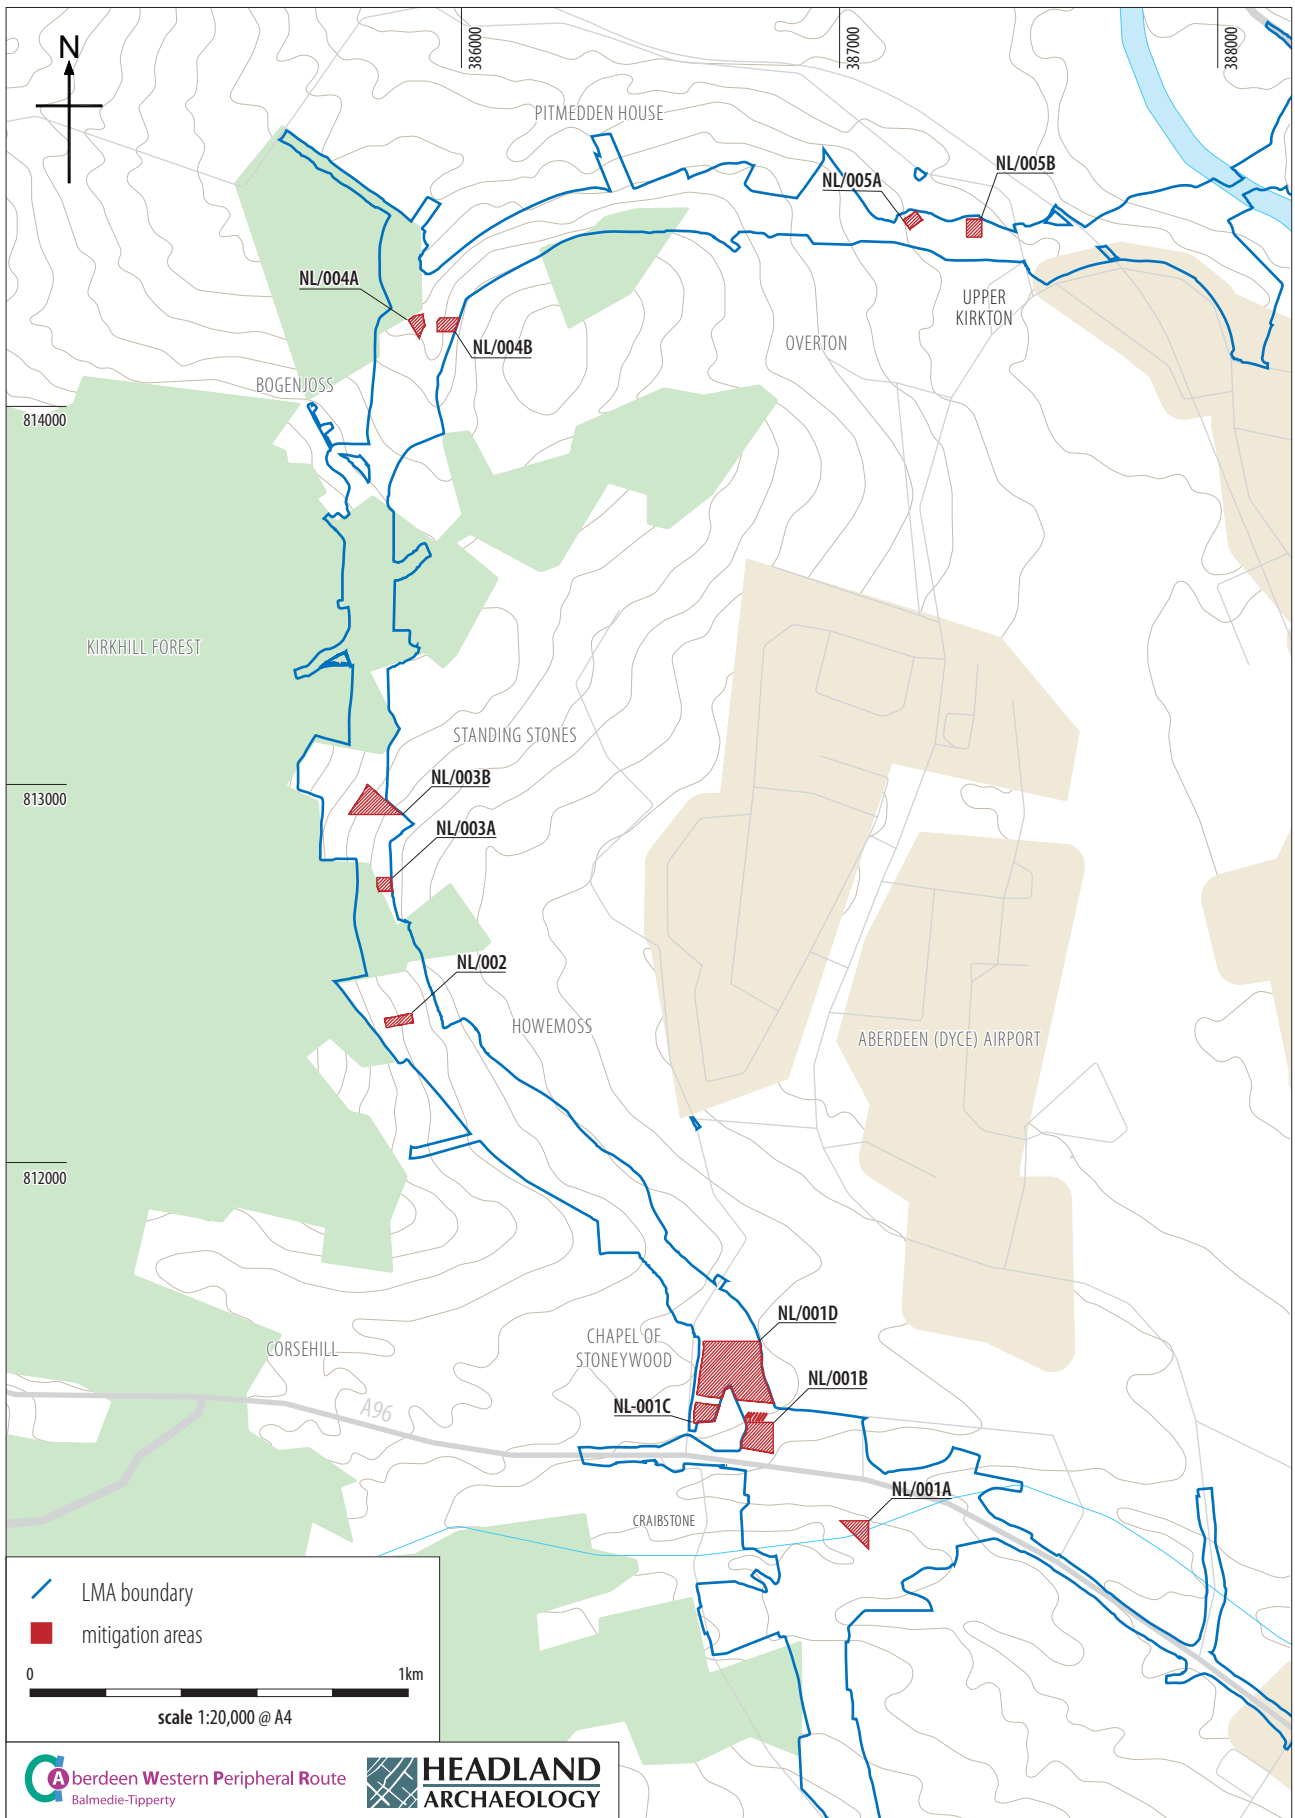 N
386000
387000
388000
PITMEDDEN HOUSE
NL/005B
NL/005A
NL/004A
UPPER
KIRKTON
NL/004B
OVERTON
BOGENJOSS
814000
KIRKHILL FOREST
STANDING STONES
NL/003B
813000
NL/003A
NL/002
HOWEMOSS
ABERDEEN (DYCE) AIRPORT
812000
NL/001D
CHAPEL OF
STONEYWOOD
CORSEHILL
NL/001B
NL-001C
A96
NL/001A
CRAIBSTONE
LMA boundary
mitigation areas
0
1km
scale 1:20,000 @ A4
Aberdeen Western Peripheral Route
Balmedie-Tipperty
HEADLAND
ARCHAEOLOGY